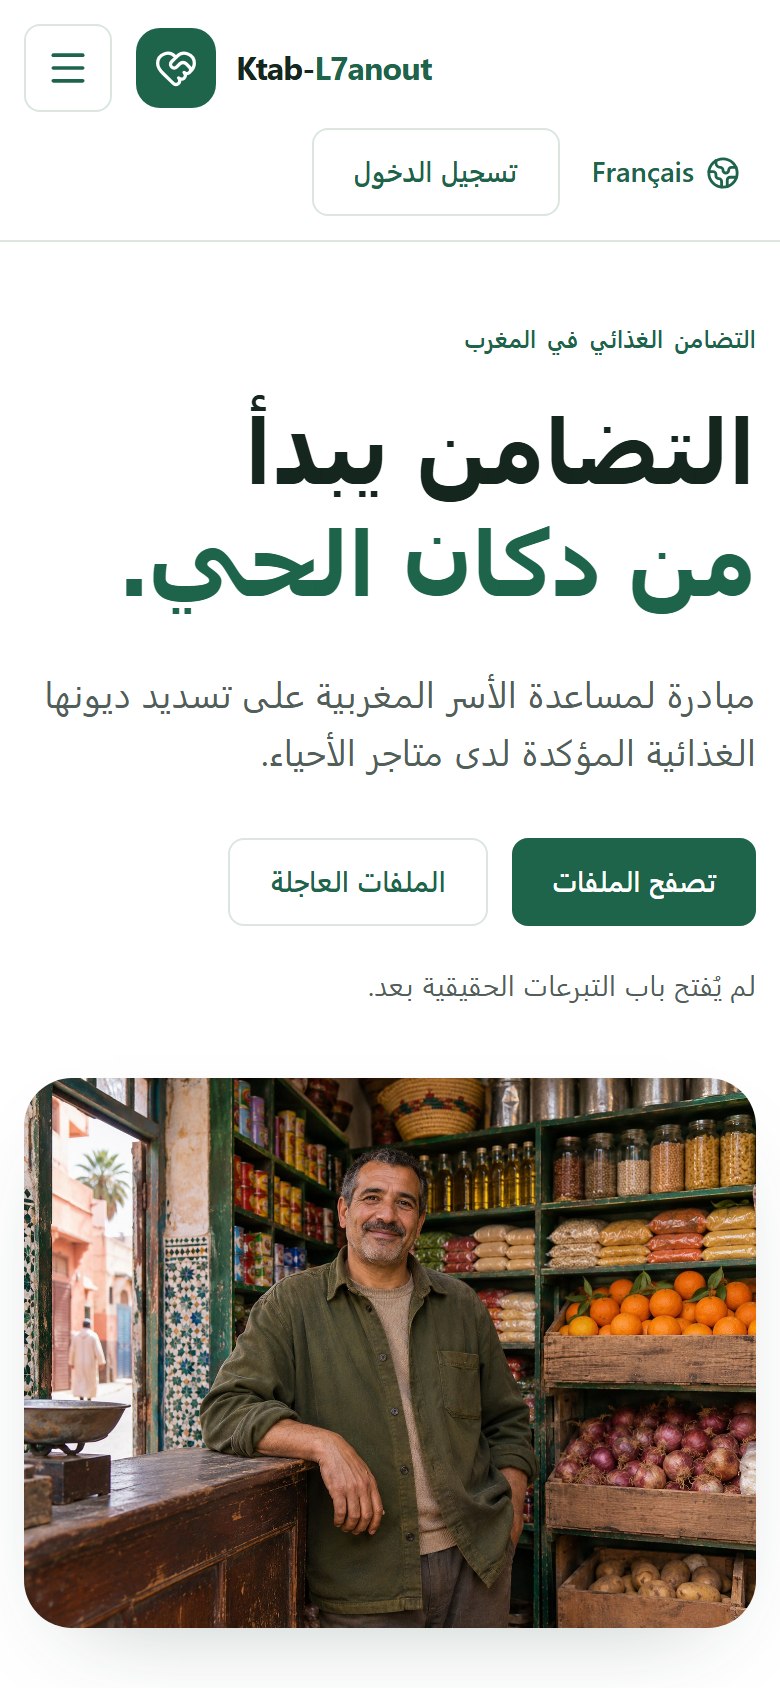 Ktab-L7anout
Français
تسجيل الدخول
التضامن الغذائي في المغرب
التضامن يبدأ
من دكان الحي.
مبادرة لمساعدة الأسر المغربية على تسديد ديونها
الغذائية المؤكدة لدى متاجر الأحياء.
تصفح الملفات
الملفات العاجلة
لم يُفتح باب التبرعات الحقيقية بعد.